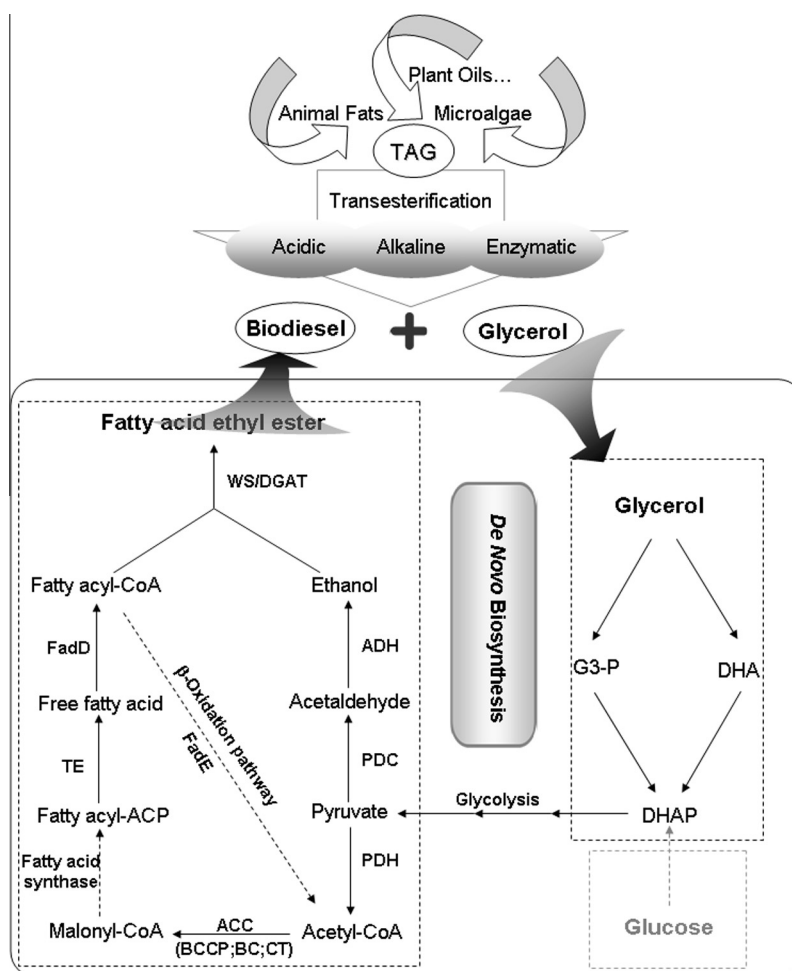 Plant Oils...
Animal Fats
Microalgae
TAG
Transesterification
Acidic
Alkaline
Enzymatic
Biodiesel
+
Glycerol
Fatty acid ethyl ester
WS/DGAT
Fatty acyl-CoA
Ethanol
FadD
ADH
Free fatty acid
Acetaldehyde
β-Oxidation pathway
FadE
TE
PDC
Fatty acyl-ACP
Pyruvate
Fatty acid
synthase
PDH
Malonyl-CoA
ACC
(BCCP;BC;CT)
Acetyl-CoA
De Novo Biosynthesis
Glycolysis
Glycerol
G3-P
DHA
DHAP
Glucose